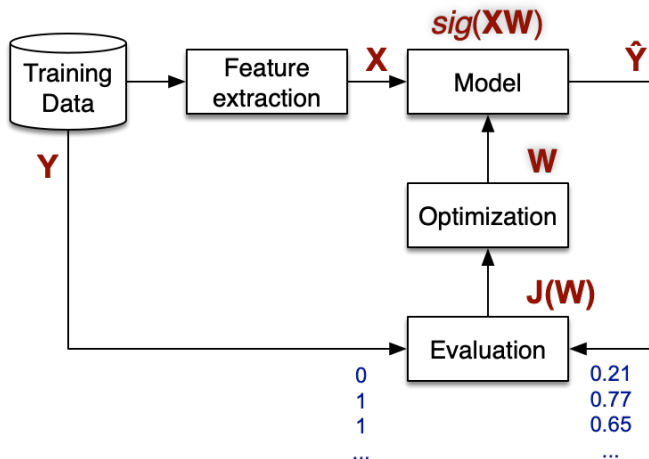 sig(XW)
Training
Data
Feature
extraction
X
Model
Ŷ
Y
W
Optimization
J(W)
Evaluation
0
1
1
...
0.21
0.77
0.65
...